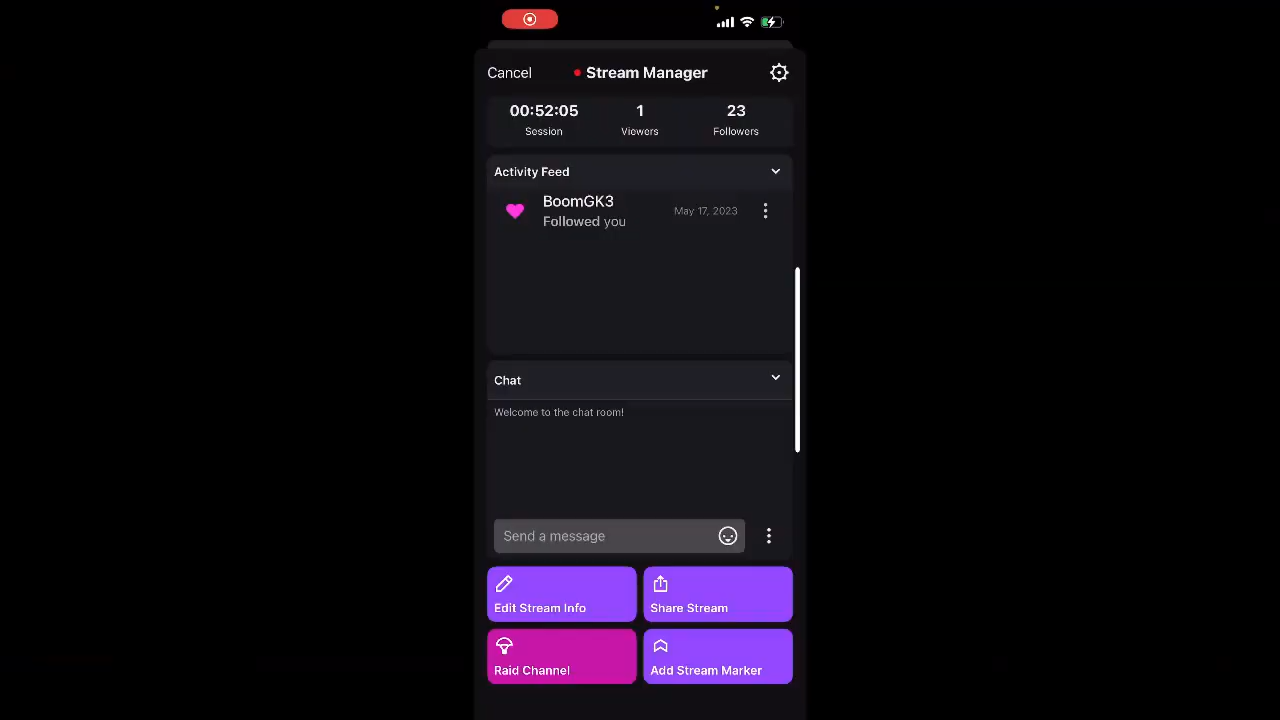 Cancel
Stream Manager
00:52:05
1
23
Session
Viewers
Followers
Activity Feed
BoomGK3
Followed you
May 17, 2023
Chat
Welcome to the chat room!
Send a message
Edit Stream Info
Share Stream
Raid Channel
Add Stream Marker